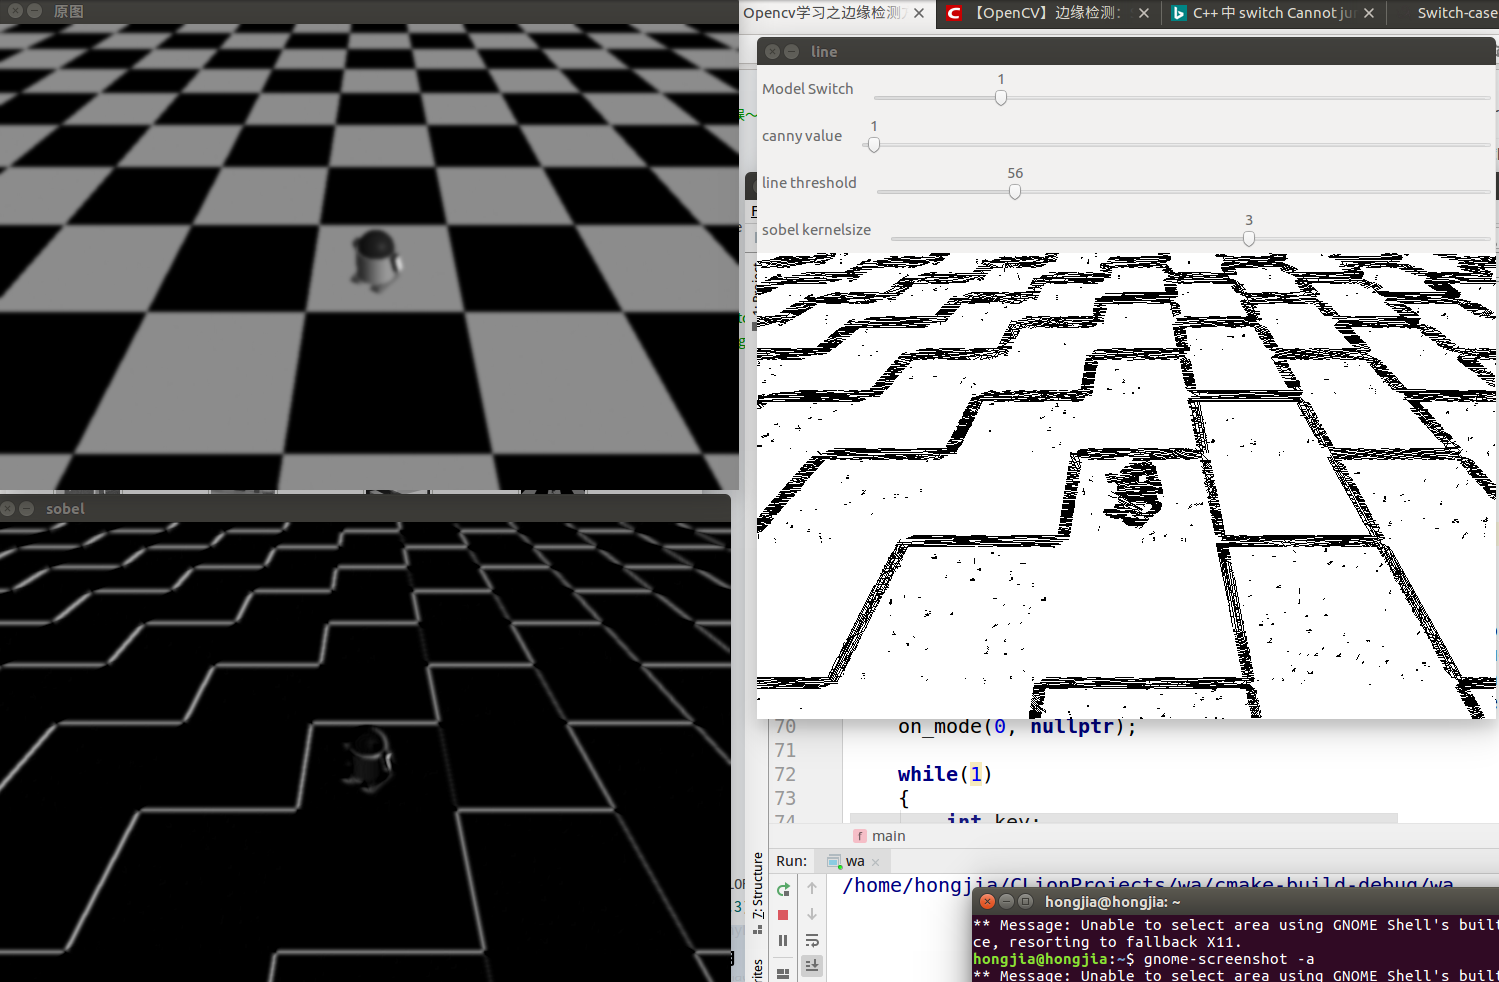 原图
Opencv学习之边缘检测
【OpenCV】边缘检测：
C++ 中 switch Cannot
Switch-case
line
Model Switch
1
canny value
1
line threshold
56
sobel kernelsize
3
sobel
70 on_mode(0, nullptr);
71
72 while(1)
73 {
74 int key;
f main
Run: wa
7: Structure
/home/hongjia/CLionProjects/wa/cmake-build-debug/wa
hongjia@hongjia: ~
** Message: Unable to select area using GNOME Shell's
ce, resorting to fallback X11.
hongjia@hongjia:~$ gnome-screenshot -a
** Message: Unable to select area using GNOME Shell's